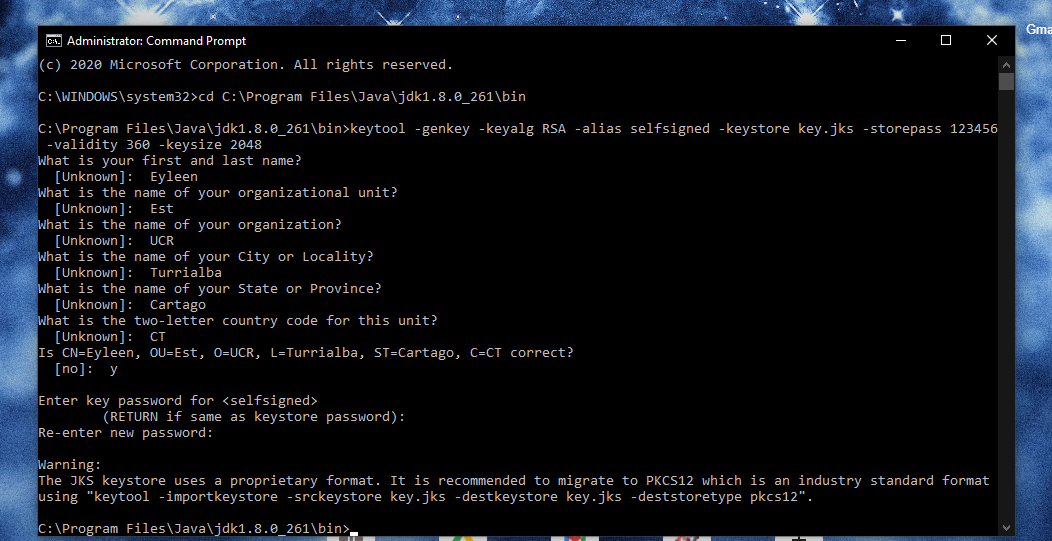 Gma
Administrator: Command Prompt
(c) 2020 Microsoft Corporation. All rights reserved.
C:\WINDOWS\system32>cd C:\Program Files\Java\jdk1.8.0_261\bin
C:\Program Files\Java\jdk1.8.0_261\bin>keytool -genkey -keyalg RSA -alias selfsigned -keystore key.jks -storepass 123456
 -validity 360 -keysize 2048
What is your first and last name?
  [Unknown]:  Eyleen
What is the name of your organizational unit?
  [Unknown]:  Est
What is the name of your organization?
  [Unknown]:  UCR
What is the name of your City or Locality?
  [Unknown]:  Turrialba
What is the name of your State or Province?
  [Unknown]:  Cartago
What is the two-letter country code for this unit?
  [Unknown]:  CT
Is CN=Eyleen, OU=Est, O=UCR, L=Turrialba, ST=Cartago, C=CT correct?
  [no]:  y
Enter key password for <selfsigned>
        (RETURN if same as keystore password):
Re-enter new password:
Warning:
The JKS keystore uses a proprietary format. It is recommended to migrate to PKCS12 which is an industry standard format
using "keytool -importkeystore -srckeystore key.jks -destkeystore key.jks -deststoretype pkcs12".
C:\Program Files\Java\jdk1.8.0_261\bin>